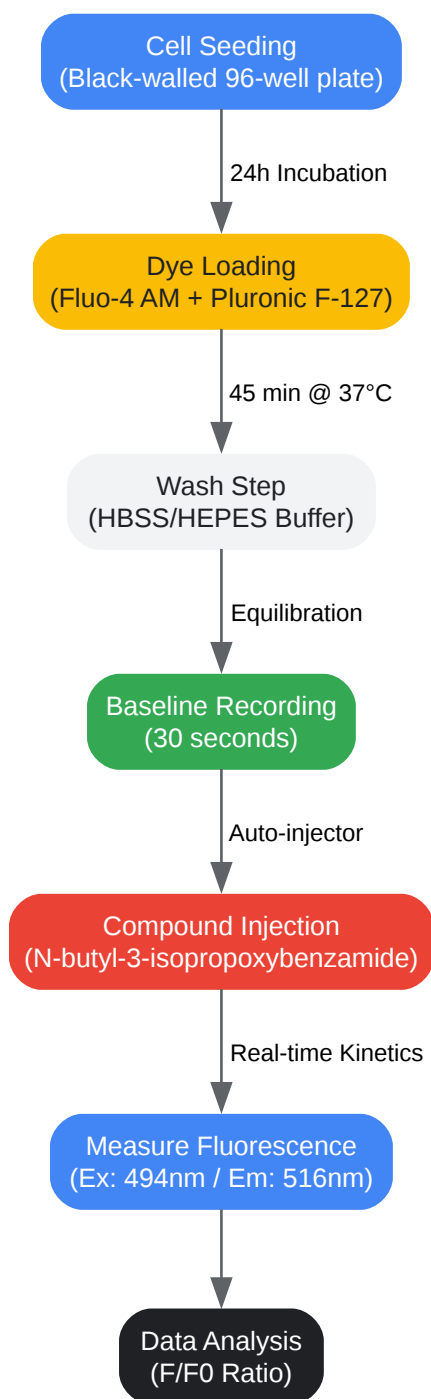 Cell Seeding
(Black-walled 96-well plate)
24h Incubation
Dye Loading
(Fluo-4 AM + Pluronic F-127)
45 min @ 37°C
Wash Step
(HBSS/HEPES Buffer)
Equilibration
Baseline Recording
(30 seconds)
Auto-injector
Compound Injection
(N-butyl-3-isopropoxybenzamide)
Real-time Kinetics
Measure Fluorescence
(Ex: 494nm / Em: 516nm)
Data Analysis
(F/F0 Ratio)